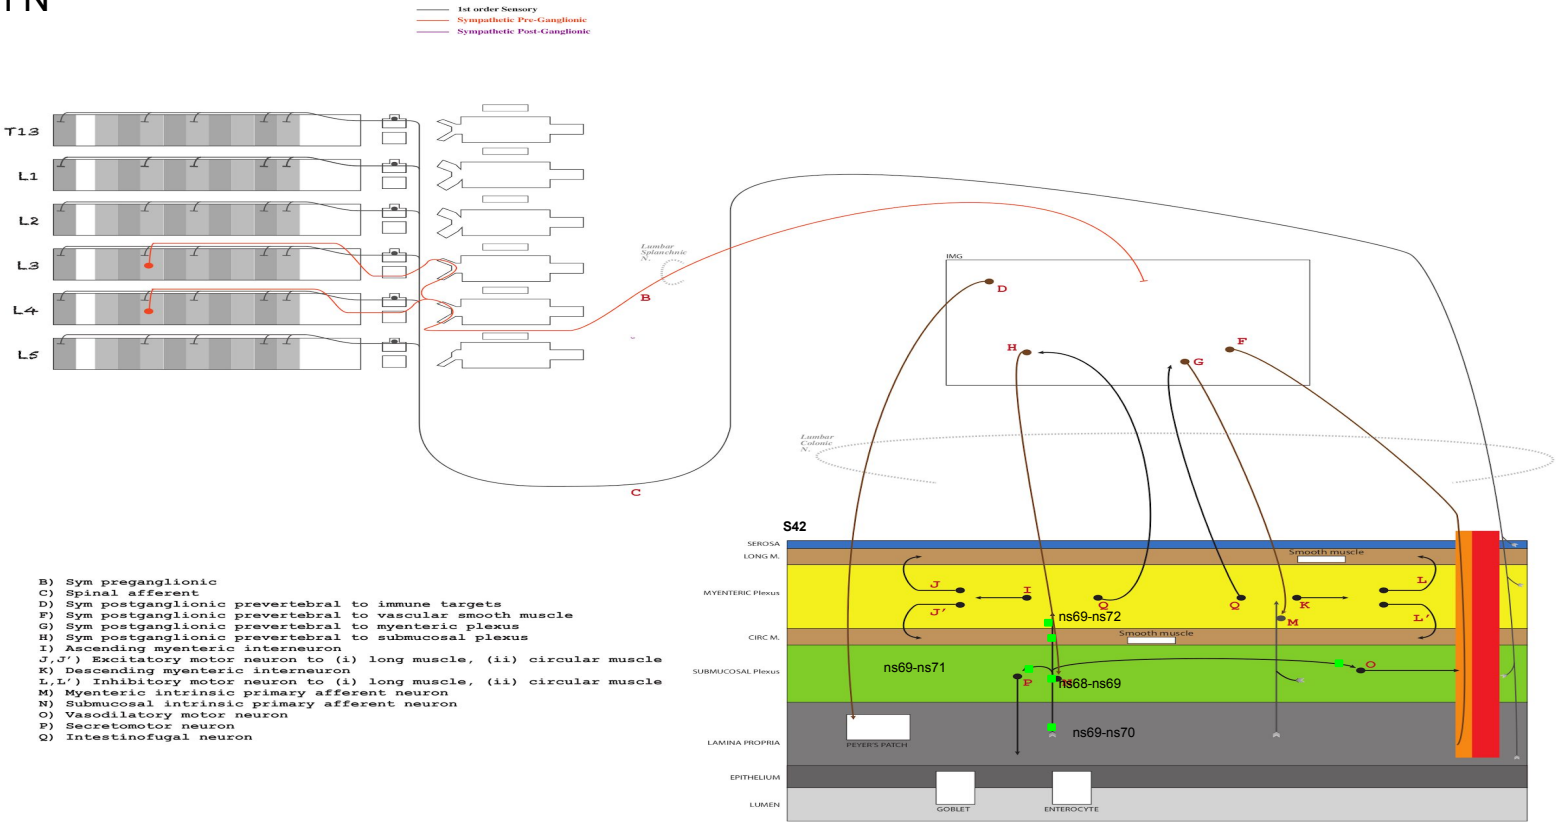 1st order Sensory
Sympathetic Pre-Ganglionic
Sympathetic Post-Ganglionic
T13
L1
L2
L3
L4
L5
Lumbar
Splanchnic
N.
B
C
IMG
D
H
G
F
Lumbar
Colonic
N.
S42
SEROSA
LONG M.
Smooth muscle
MYENTERIC Plexus
J
J'
I
Q
Q
K
L
L'
M
ns69-ns72
CIRC M.
Smooth muscle
SUBMUCOSAL Plexus
ns69-ns71
P
ns68-ns69
O
LAMINA PROPRIA
PEYER'S PATCH
ns69-ns70
EPITHELIUM
LUMEN
GOBLET
ENTEROCYTE
B) Sym preganglionic
C) Spinal afferent
D) Sym postganglionic prevertebral to immune targets
F) Sym postganglionic prevertebral to vascular smooth muscle
G) Sym postganglionic prevertebral to myenteric plexus
H) Sym postganglionic prevertebral to submucosal plexus
I) Ascending myenteric interneuron
J,J') Excitatory motor neuron to (i) long muscle, (ii) circular muscle
K) Descending myenteric interneuron
L,L') Inhibitory motor neuron to (i) long muscle, (ii) circular muscle
M) Myenteric intrinsic primary afferent neuron
N) Submucosal intrinsic primary afferent neuron
O) Vasodilatory motor neuron
P) Secretomotor neuron
Q) Intestinofugal neuron